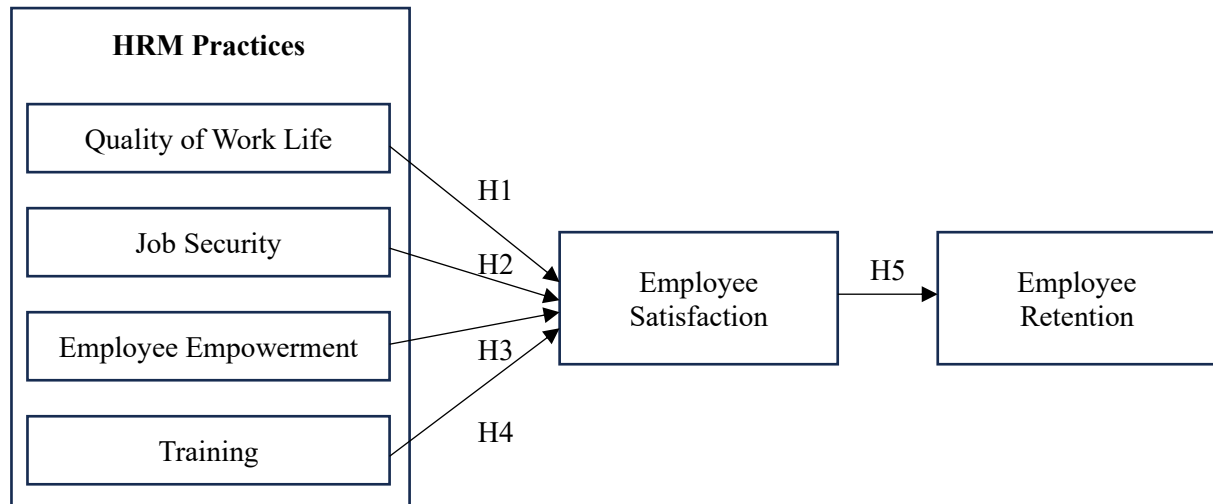 HRM Practices
Quality of Work Life
H1
Job Security
H2
Employee Empowerment
H3
Training
H4
Employee
Satisfaction
H5
Employee
Retention